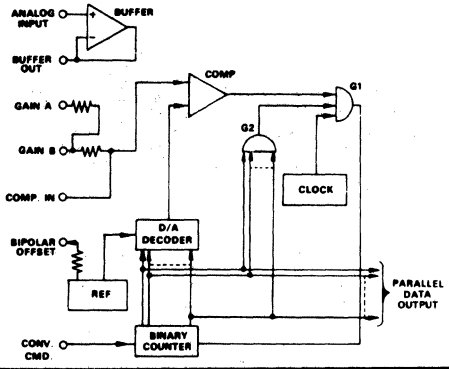 ANALOG
INPUT
BUFFER
+
−
BUFFER
OUT
COMP
G1
GAIN A
G2
GAIN B
CLOCK
COMP. IN
D/A
DECODER
BIPOLAR
OFFSET
REF
PARALLEL
DATA
OUTPUT
CONV.
CMD.
BINARY
COUNTER